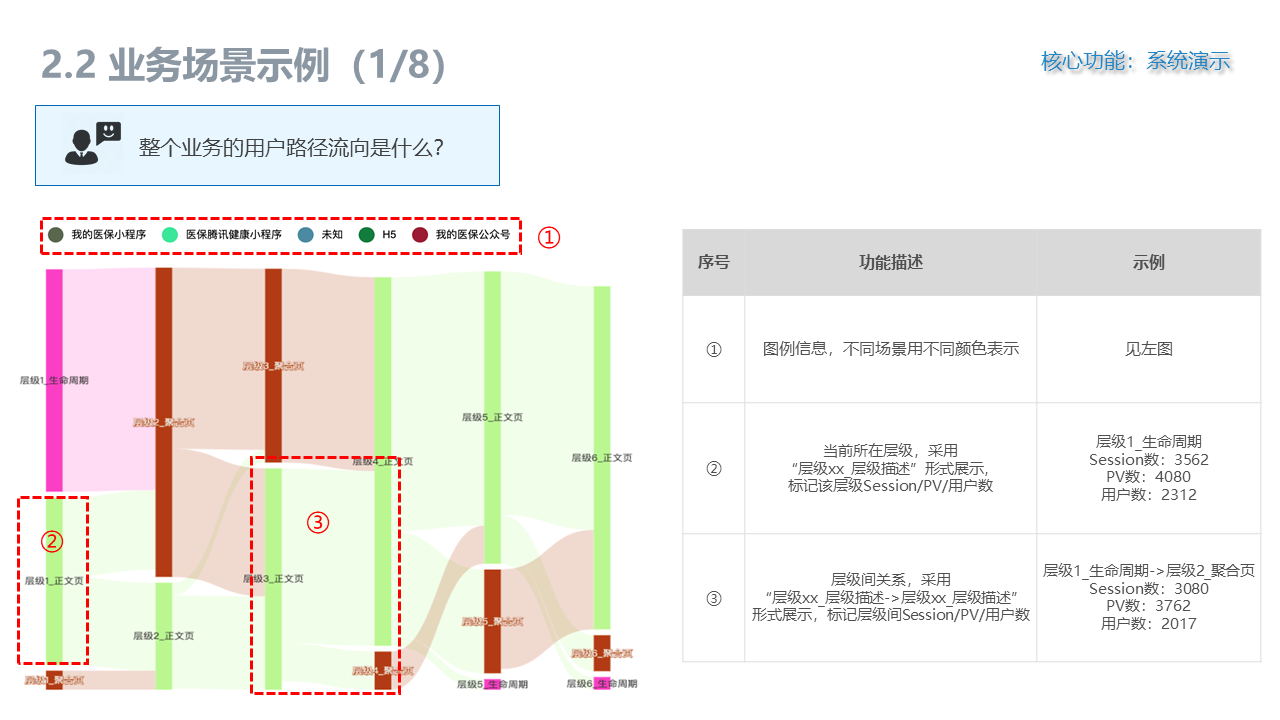 2.2 业务场景示例（1/8）
核心功能：系统演示
整个业务的用户路径流向是什么？
我的医保小程序
医保腾讯健康小程序
未知
H5
我的医保公众号
①
层级1_生命周期
层级2_聚合页
层级3_聚合页
层级4_正文页
层级5_正文页
层级6_正文页
②
③
层级1_正文页
层级3_正文页
层级2_正文页
层级5_聚合页
层级1_聚合页
层级4_聚合页
层级6_聚合页
层级5_生命周期
层级6_生命周期
序号
功能描述
示例
①
图例信息，不同场景用不同颜色表示
见左图
②
当前所在层级，采用
“层级xx_层级描述”形式展示，
标记该层级Session/PV/用户数
层级1_生命周期
Session数：3562
PV数：4080
用户数：2312
③
层级间关系，采用
“层级xx_层级描述->层级xx_层级描述”
形式展示，标记层级间Session/PV/用户数
层级1_生命周期->层级2_聚合页
Session数：3080
PV数：3762
用户数：2017